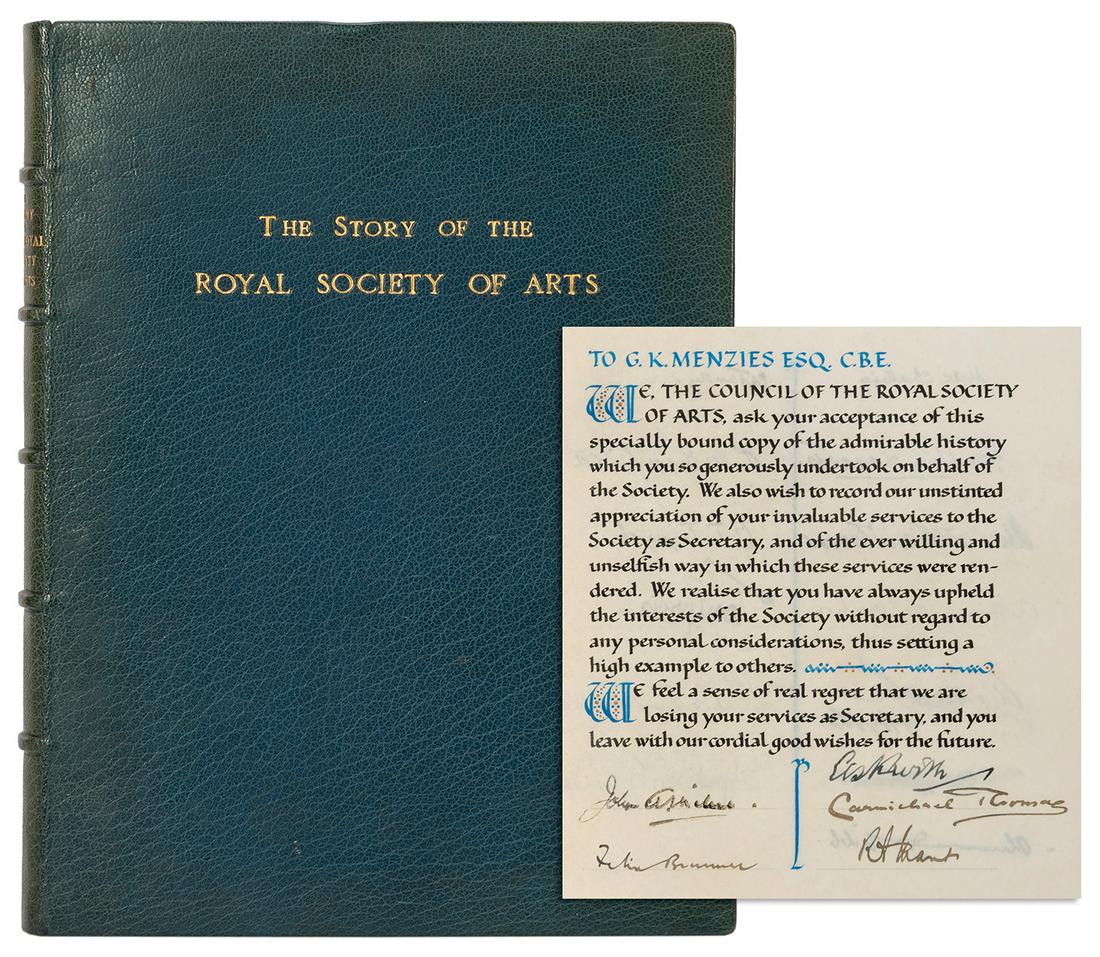 THE STORY OF THE
ROYAL SOCIETY OF ARTS
TO G. K. MENZIES ESQ. C.B.E.
WE, THE COUNCIL OF THE ROYAL SOCIETY
OF ARTS, ask your acceptance of this
specially bound copy of the admirable history
which you so generously undertook on behalf of
the Society. We also wish to record our unstinted
appreciation of your invaluable services to the
Society as Secretary, and of the ever willing and
unselfish way in which these services were ren-
dered. We realise that you have always upheld
the interests of the Society without regard to
any personal considerations, thus setting a
high example to others.
WE feel a sense of real regret that we are
losing your services as Secretary, and you
leave with our cordial good wishes for the future.
John
Carmichael Thomas
Felix Brunner